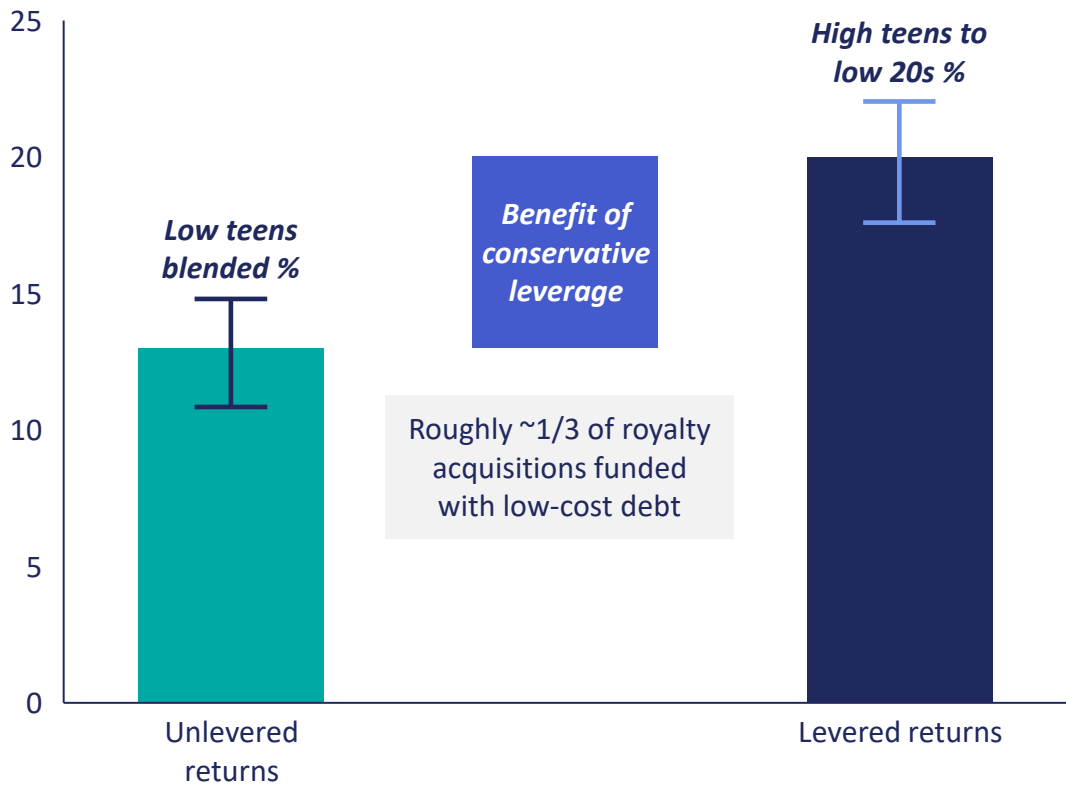 25
20
15
10
5
0
Low teens
blended %
Benefit of
conservative
leverage
High teens to
low 20s %
Roughly ~1/3 of royalty
acquisitions funded
with low-cost debt
Unlevered
returns
Levered returns